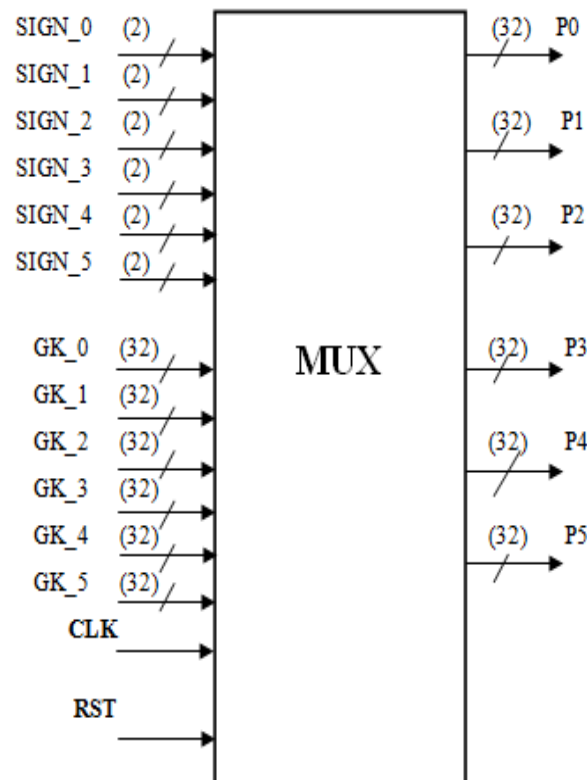 SIGN_0 (2)
SIGN_1 (2)
SIGN_2 (2)
SIGN_3 (2)
SIGN_4 (2)
SIGN_5 (2)
GK_0 (32)
GK_1 (32)
GK_2 (32)
GK_3 (32)
GK_4 (32)
GK_5 (32)
CLK
RST
MUX
(32) P0
(32) P1
(32) P2
(32) P3
(32) P4
(32) P5